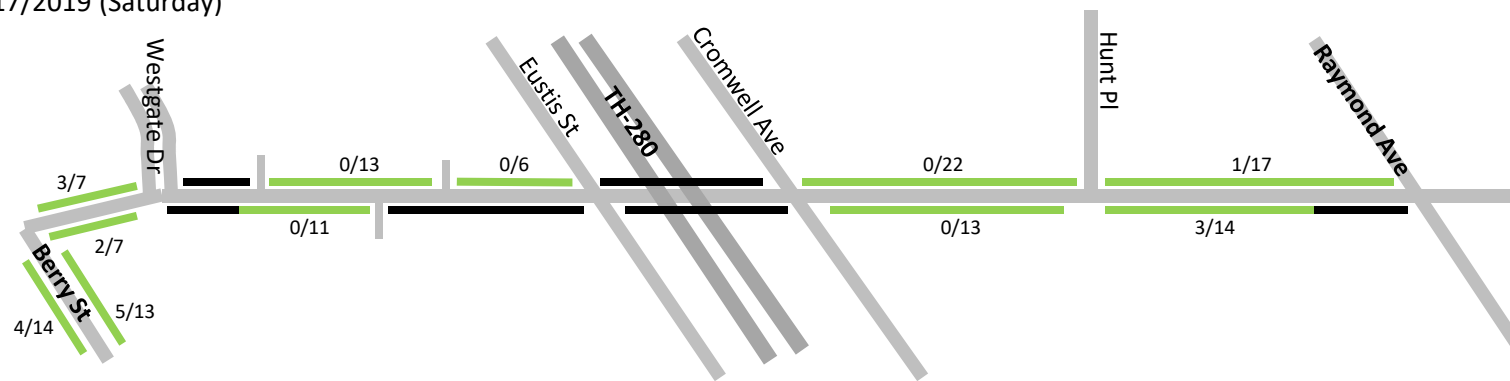 17/2019 (Saturday)
Westgate Dr
Eustis St
TH-280
Cromwell Ave
Hunt Pl
Raymond Ave
3/7
0/13
0/6
0/22
1/17
2/7
0/11
0/13
3/14
Berry St
4/14
5/13